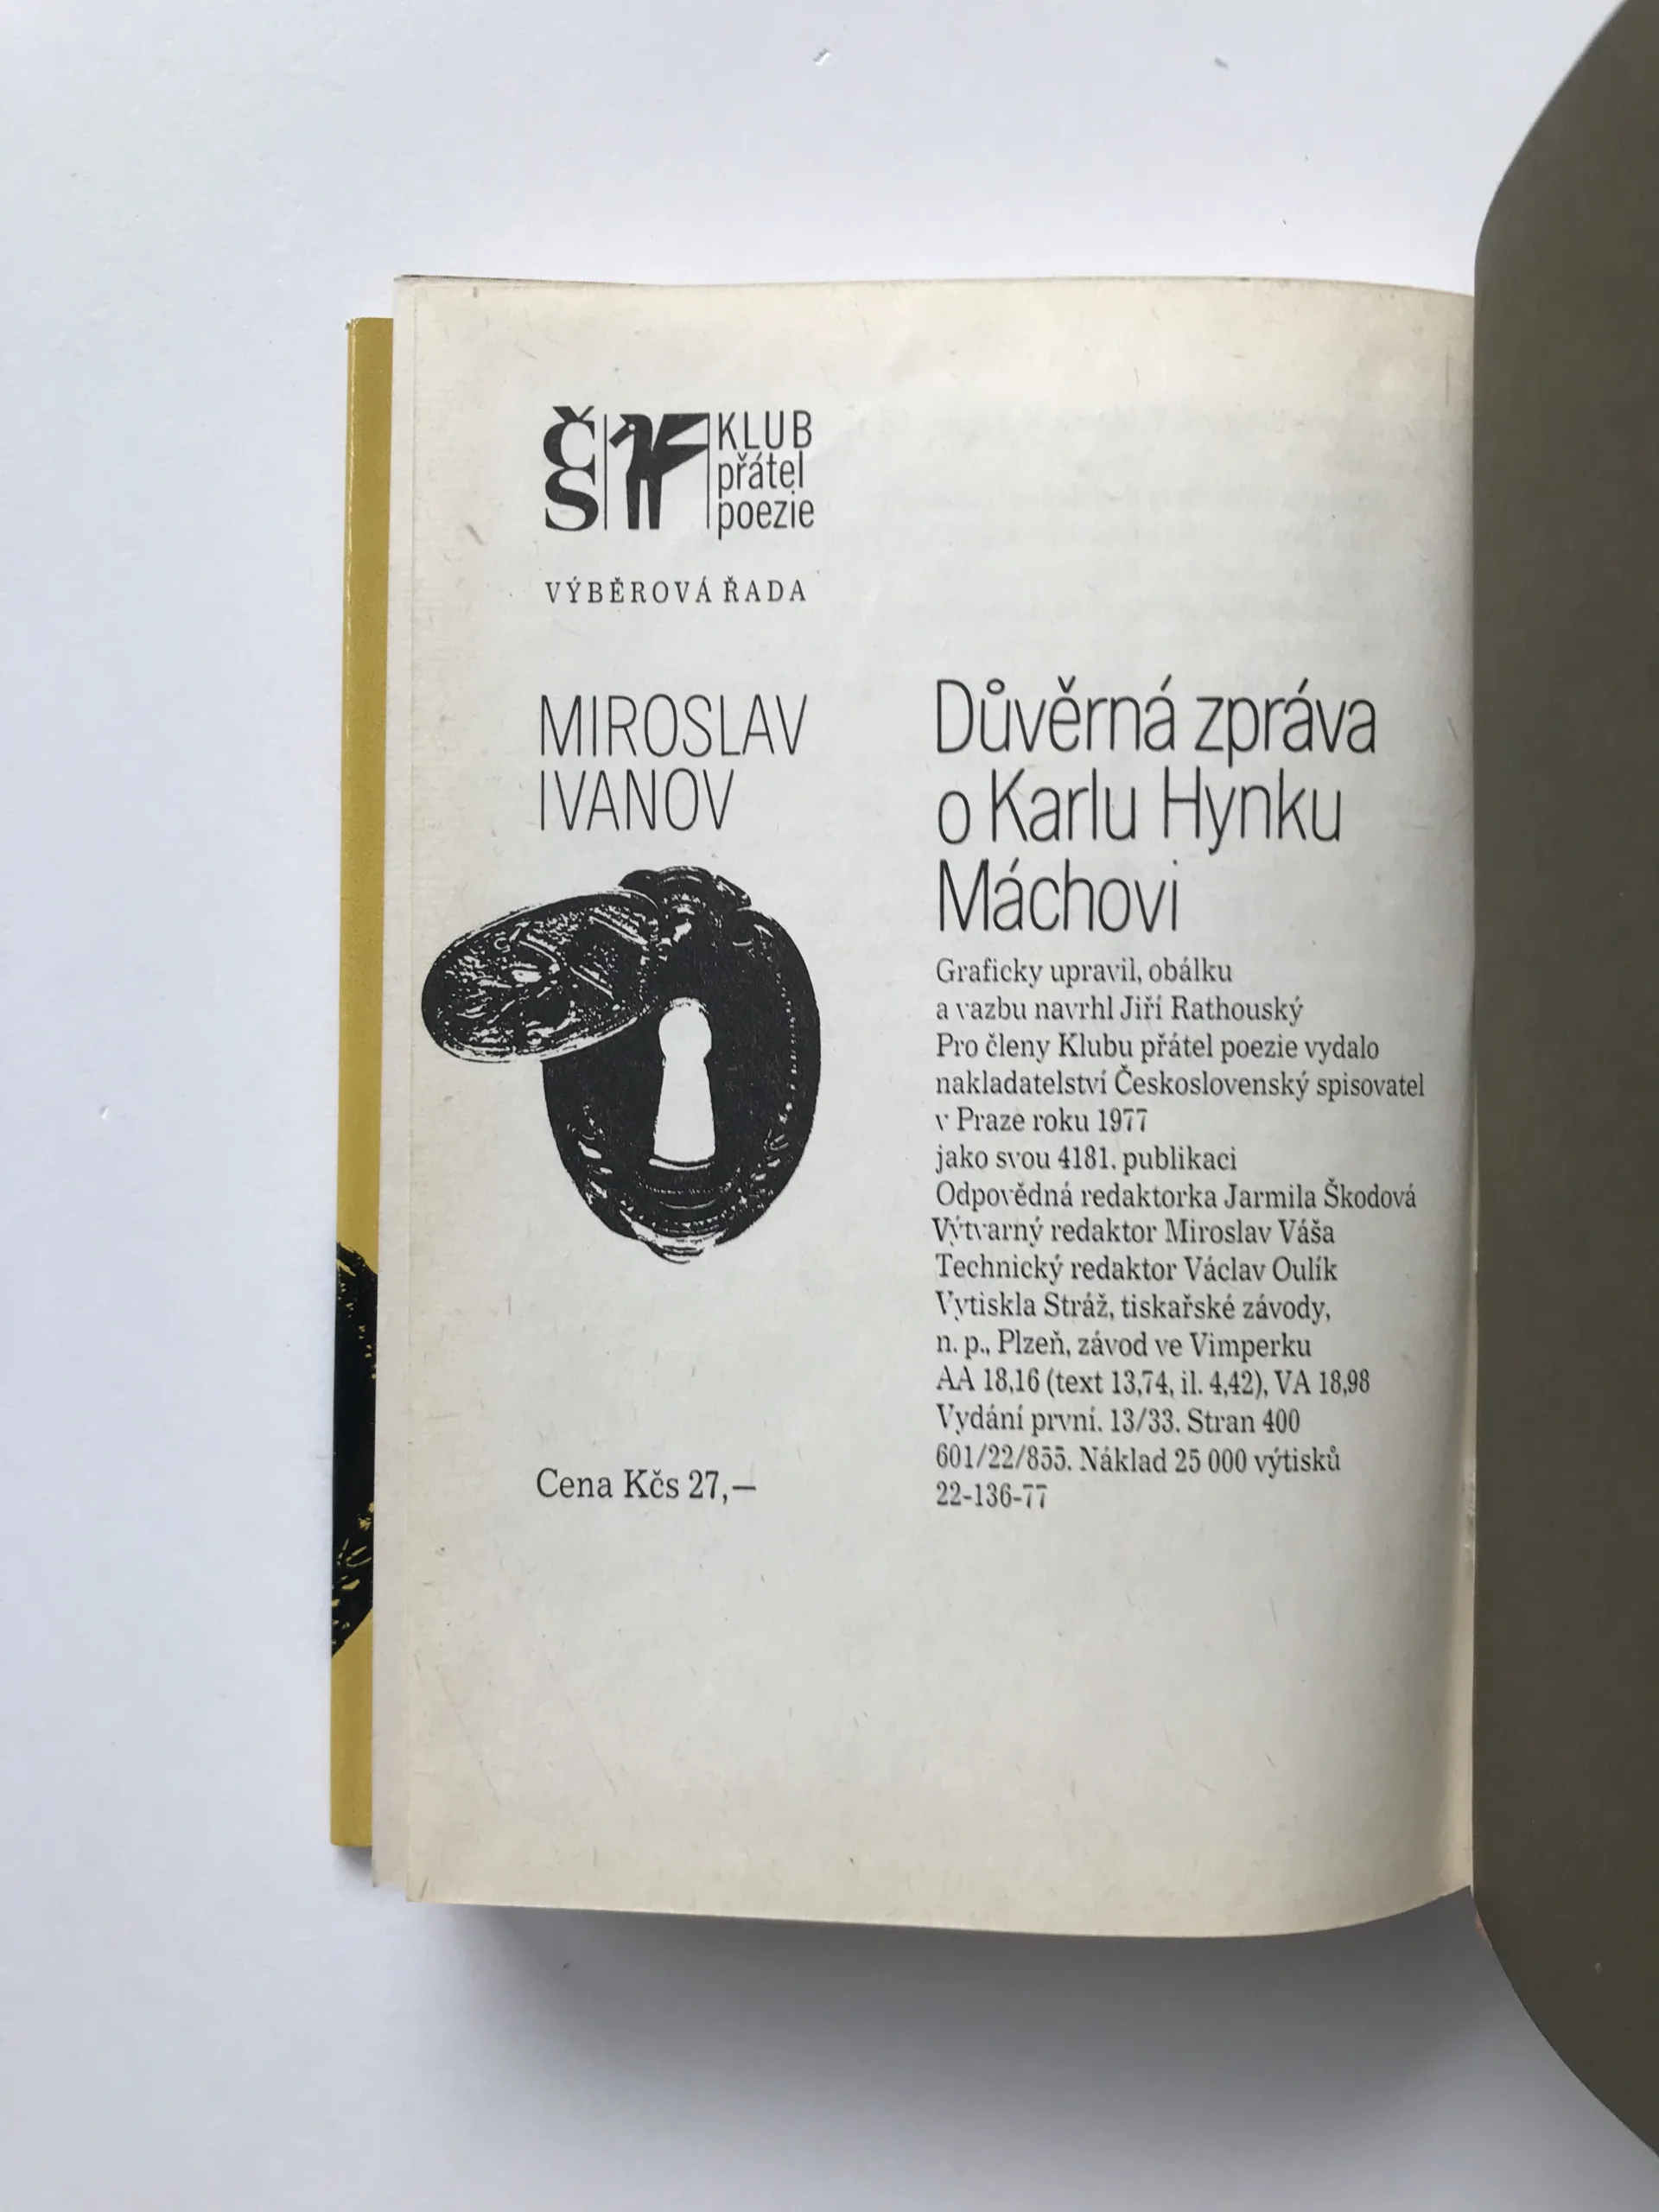 ČS
KLUB
přátel
poezie
VÝBĚROVÁ ŘADA
MIROSLAV
IVANOV
Důvěrná zpráva
o Karlu Hynku
Máchovi
Graficky upravil, obálku
a vazbu navrhl Jiří Rathouský
Pro členy Klubu přátel poezie vydalo
nakladatelství Československý spisovatel
v Praze roku 1977
jako svou 4181. publikaci
Odpovědná redaktorka Jarmila Škodová
Výtvarný redaktor Miroslav Váša
Technický redaktor Václav Oulík
Vytiskla Stráž, tiskařské závody,
n. p., Plzeň, závod ve Vimperku
AA 18,16 (text 13,74, il. 4,42), VA 18,98
Vydání první. 13/33. Stran 400
601/22/855. Náklad 25 000 výtisků
22-136-77
Cena Kčs 27,—